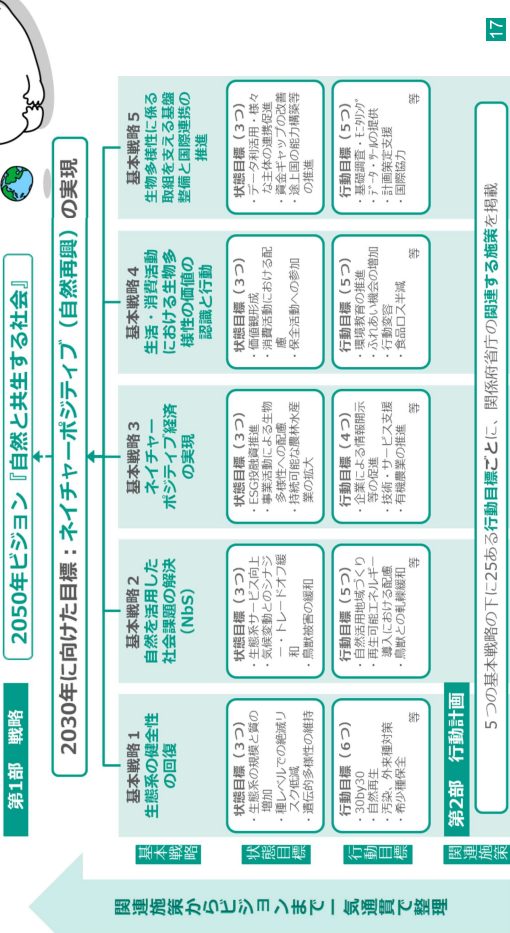 第1部 戦略
2050年ビジョン『自然と共生する社会』
2030年に向けた目標：ネイチャーポジティブ（自然再興）の実現
関連施策からビジョンまで一気通貫で整理
基本戦略
基本戦略1
生態系の健全性
の回復
基本戦略2
自然を活用した
社会課題の解決
（NbS）
基本戦略3
ネイチャー
ポジティブ経済
の実現
基本戦略4
生活・消費活動
における生物多
様性の価値の
認識と行動
基本戦略5
生物多様性に係る
取組を支える基盤
整備と国際連携の
推進
状態目標
状態目標（3つ）
・生態系の規模と質の
増加
・種レベルでの絶滅リ
スク低減
・遺伝的多様性の維持
状態目標（3つ）
・生態系サービス向上
・気候変動とのシナジ
ー・トレードオフ緩
和
・鳥獣被害の緩和
状態目標（3つ）
・ESG投融資推進
・事業活動による生物
多様性への配慮
・持続可能な農林水産
業の拡大
状態目標（3つ）
・価値観形成
・消費活動における配
慮
・保全活動への参加
状態目標（3つ）
・データ利活用・様々
な主体の連携促進
・資金ギャップの改善
・途上国の能力構築等
の推進
行動目標
行動目標（6つ）
・30by30
・自然再生
・汚染、外来種対策
・希少種保全
等
行動目標（5つ）
・自然活用地域づくり
・再生可能エネルギー
導入における配慮
・鳥獣との軋轢緩和
等
行動目標（4つ）
・企業による情報開示
等の促進
・技術・サービス支援
・有機農業の推進
等
行動目標（5つ）
・環境教育の推進
・ふれあい機会の増加
・行動変容
・食品ロス半減
等
行動目標（5つ）
・基礎調査・モニタリング
・データ・ツールの提供
・計画策定支援
・国際協力
等
第2部 行動計画
関連施策
5つの基本戦略の下に25ある行動目標ごとに、関係府省庁の関連する施策を掲載
17